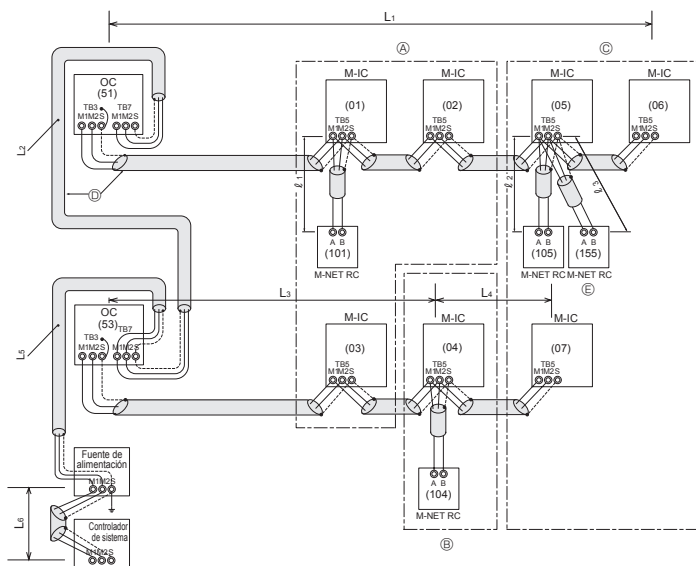 L1
A
C
OC
(51)
TB3
TB7
M1M2S
M1M2S
L2
D
M-IC
(01)
TB5
M1M2S
M-IC
(02)
TB5
M1M2S
M-IC
(05)
TB5
M1M2S
M-IC
(06)
TB5
M1M2S
ℓ1
ℓ2
ℓ3
A B
(101)
M-NET RC
A B
(105)
M-NET RC
A B
(155)
M-NET RC
E
L3
L4
OC
(53)
TB3
TB7
M1M2S
M1M2S
L5
M-IC
(03)
TB5
M1M2S
M-IC
(04)
TB5
M1M2S
M-IC
(07)
TB5
M1M2S
A B
(104)
M-NET RC
B
Fuente de
alimentación
M1M2S
L6
Controlador
de sistema
M1M2S